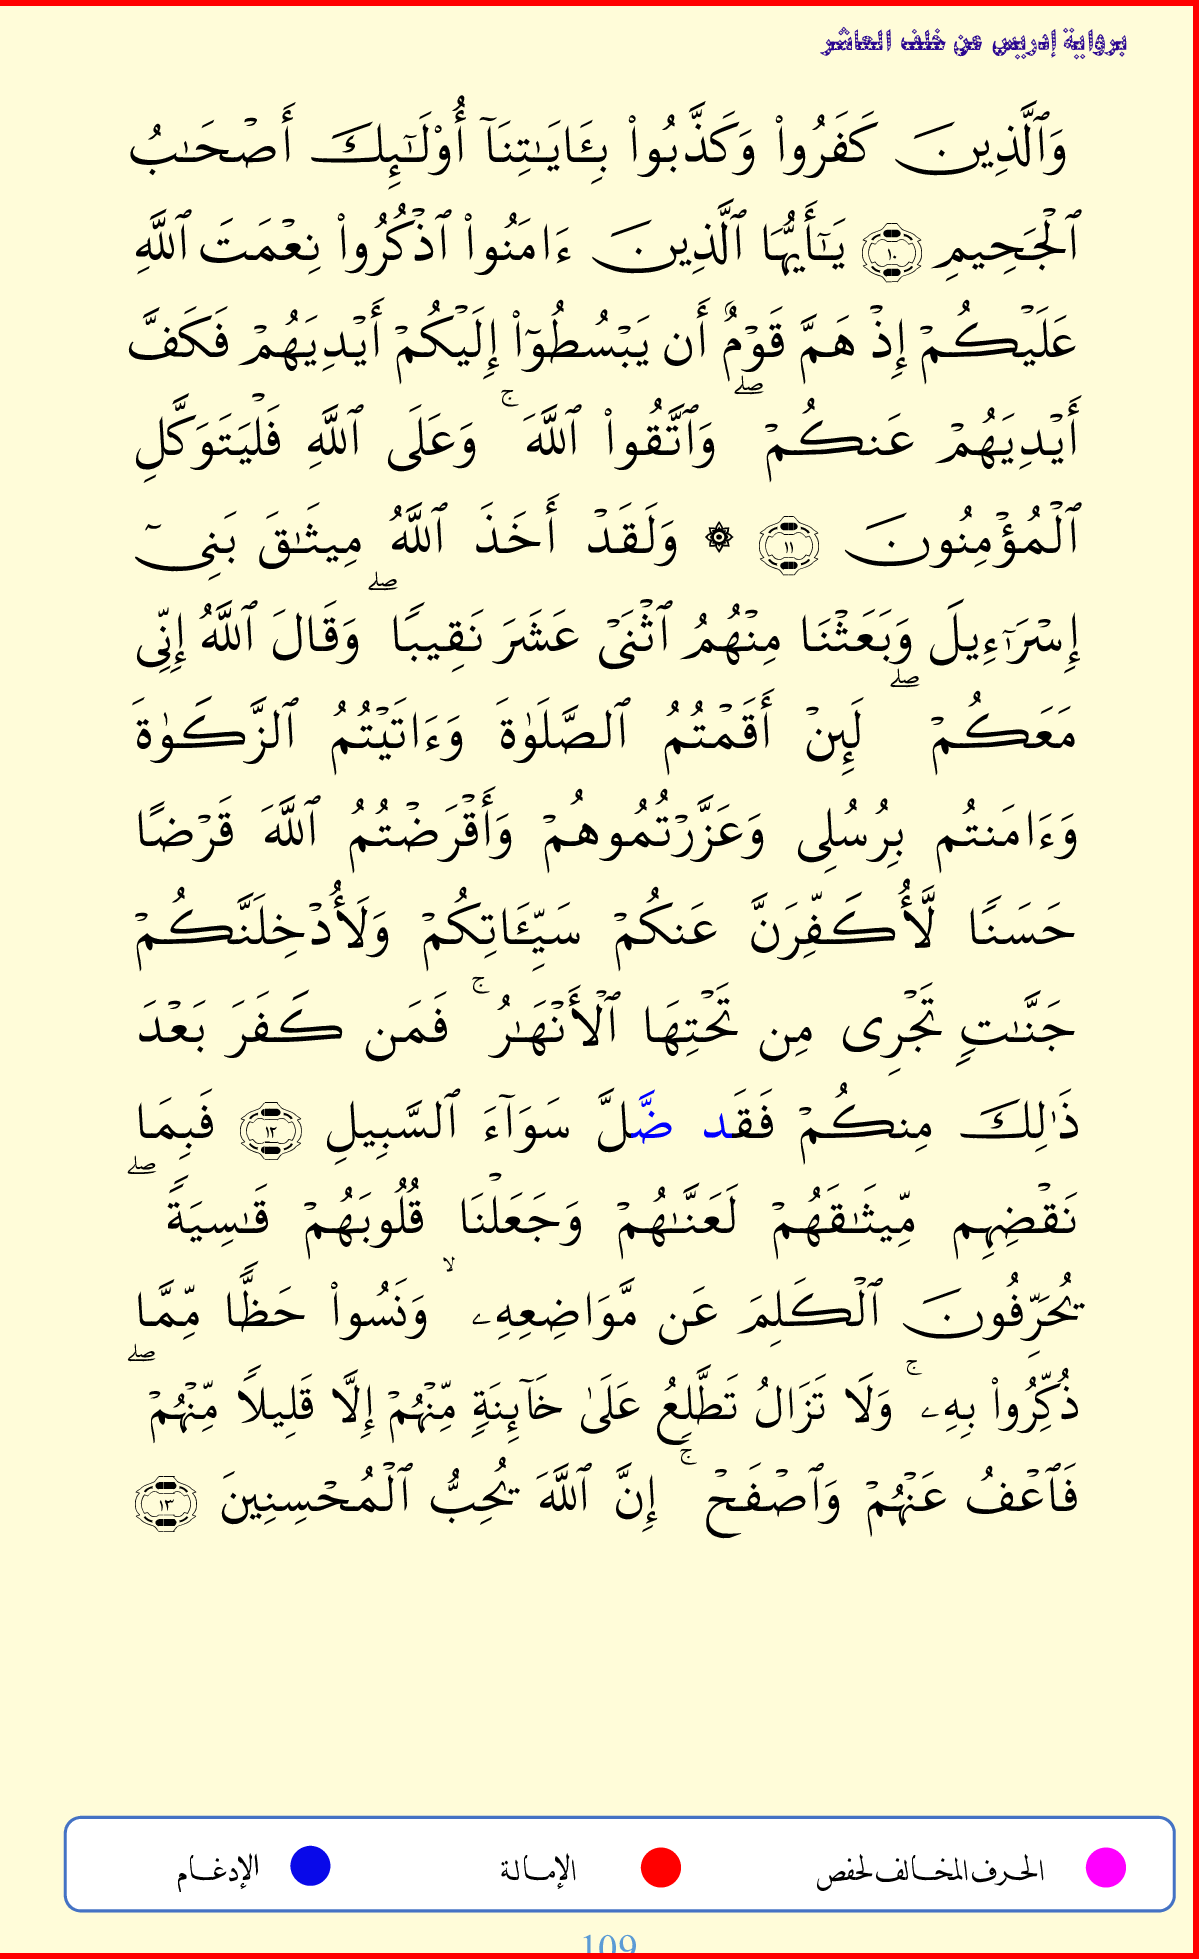 برواية إدريس عن خلف العاشر
وَٱلَّذِينَ كَفَرُوا۟ وَكَذَّبُوا۟ بِـَٔايَـٰتِنَآ أُو۟لَـٰٓئِكَ أَصْحَـٰبُ
ٱلْجَحِيمِ ١٠ يَـٰٓأَيُّهَا ٱلَّذِينَ ءَامَنُوا۟ ٱذْكُرُوا۟ نِعْمَتَ ٱللَّهِ
عَلَيْكُمْ إِذْ هَمَّ قَوْمٌ أَن يَبْسُطُوٓا۟ إِلَيْكُمْ أَيْدِيَهُمْ فَكَفَّ
أَيْدِيَهُمْ عَنكُمْ ۖ وَٱتَّقُوا۟ ٱللَّهَ ۚ وَعَلَى ٱللَّهِ فَلْيَتَوَكَّلِ
ٱلْمُؤْمِنُونَ ١١ ۞ وَلَقَدْ أَخَذَ ٱللَّهُ مِيثَـٰقَ بَنِىٓ
إِسْرَٰٓءِيلَ وَبَعَثْنَا مِنْهُمُ ٱثْنَىْ عَشَرَ نَقِيبًا ۖ وَقَالَ ٱللَّهُ إِنِّى
مَعَكُمْ ۖ لَئِنْ أَقَمْتُمُ ٱلصَّلَوٰةَ وَءَاتَيْتُمُ ٱلزَّكَوٰةَ
وَءَامَنتُم بِرُسُلِى وَعَزَّرْتُمُوهُمْ وَأَقْرَضْتُمُ ٱللَّهَ قَرْضًا
حَسَنًا لَّأُكَفِّرَنَّ عَنكُمْ سَيِّـَٔاتِكُمْ وَلَأُدْخِلَنَّكُمْ
جَنَّـٰتٍ تَجْرِى مِن تَحْتِهَا ٱلْأَنْهَـٰرُ ۚ فَمَن كَفَرَ بَعْدَ
ذَٰلِكَ مِنكُمْ فَقَد ضَّلَّ سَوَآءَ ٱلسَّبِيلِ ١٢ فَبِمَا
نَقْضِهِم مِّيثَـٰقَهُمْ لَعَنَّـٰهُمْ وَجَعَلْنَا قُلُوبَهُمْ قَـٰسِيَةً ۖ
يُحَرِّفُونَ ٱلْكَلِمَ عَن مَّوَاضِعِهِۦ ۙ وَنَسُوا۟ حَظًّا مِّمَّا
ذُكِّرُوا۟ بِهِۦ ۚ وَلَا تَزَالُ تَطَّلِعُ عَلَىٰ خَآئِنَةٍ مِّنْهُمْ إِلَّا قَلِيلًا مِّنْهُمْ ۖ
فَٱعْفُ عَنْهُمْ وَٱصْفَحْ ۚ إِنَّ ٱللَّهَ يُحِبُّ ٱلْمُحْسِنِينَ ١٣
الحرف المخالف لحفص الإمالة الإدغام
109